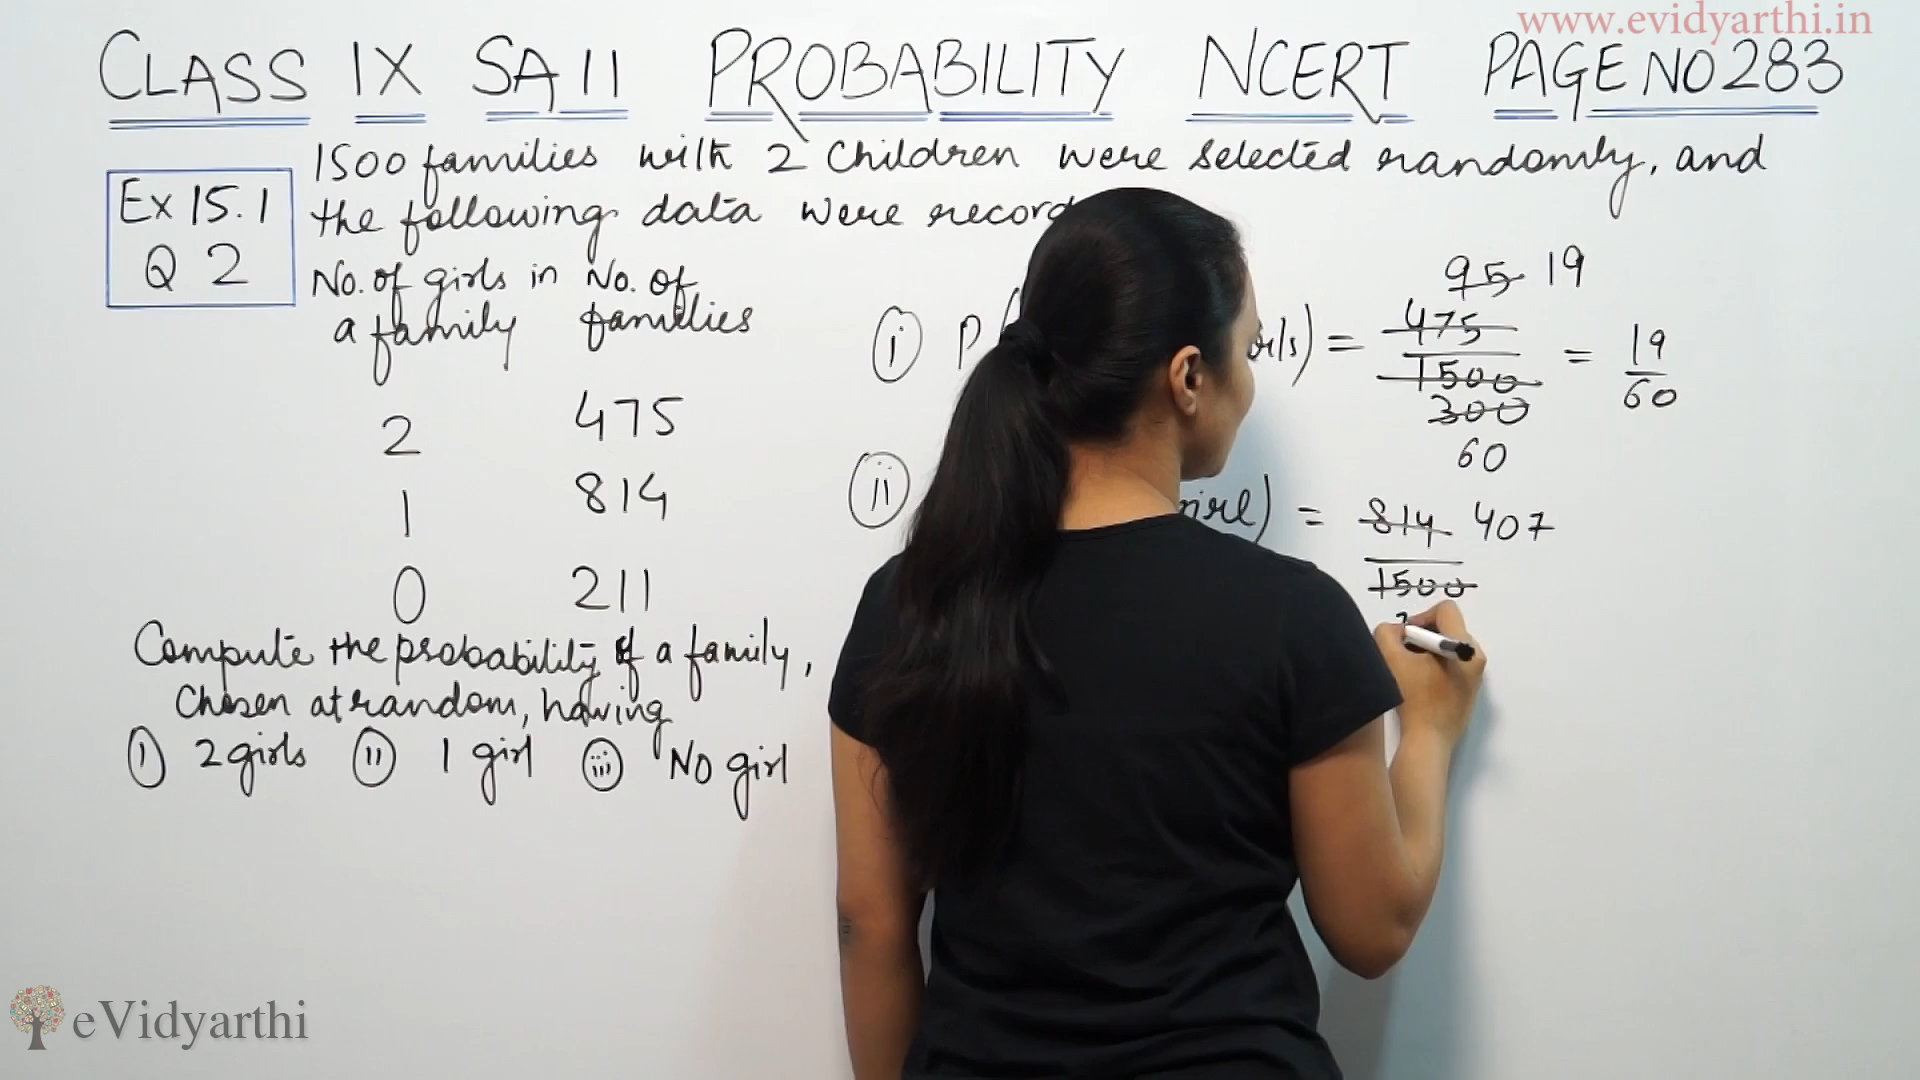 www.evidyarthi.in
CLASS IX SA II PROBABILITY NCERT PAGE NO 283
Ex 15.1
Q 2
1500 families with 2 children were selected randomly, and
the following data were record
No. of girls in No. of
a family families
2 475
1 814
0 211
Compute the probability of a family,
Chosen at random, having
(i) 2 girls (ii) 1 girl (iii) No girl
95 19
(i) P( girls) = 475/1500 = 19/60
300
60
(ii) girl) = 814/1500 407
eVidyarthi